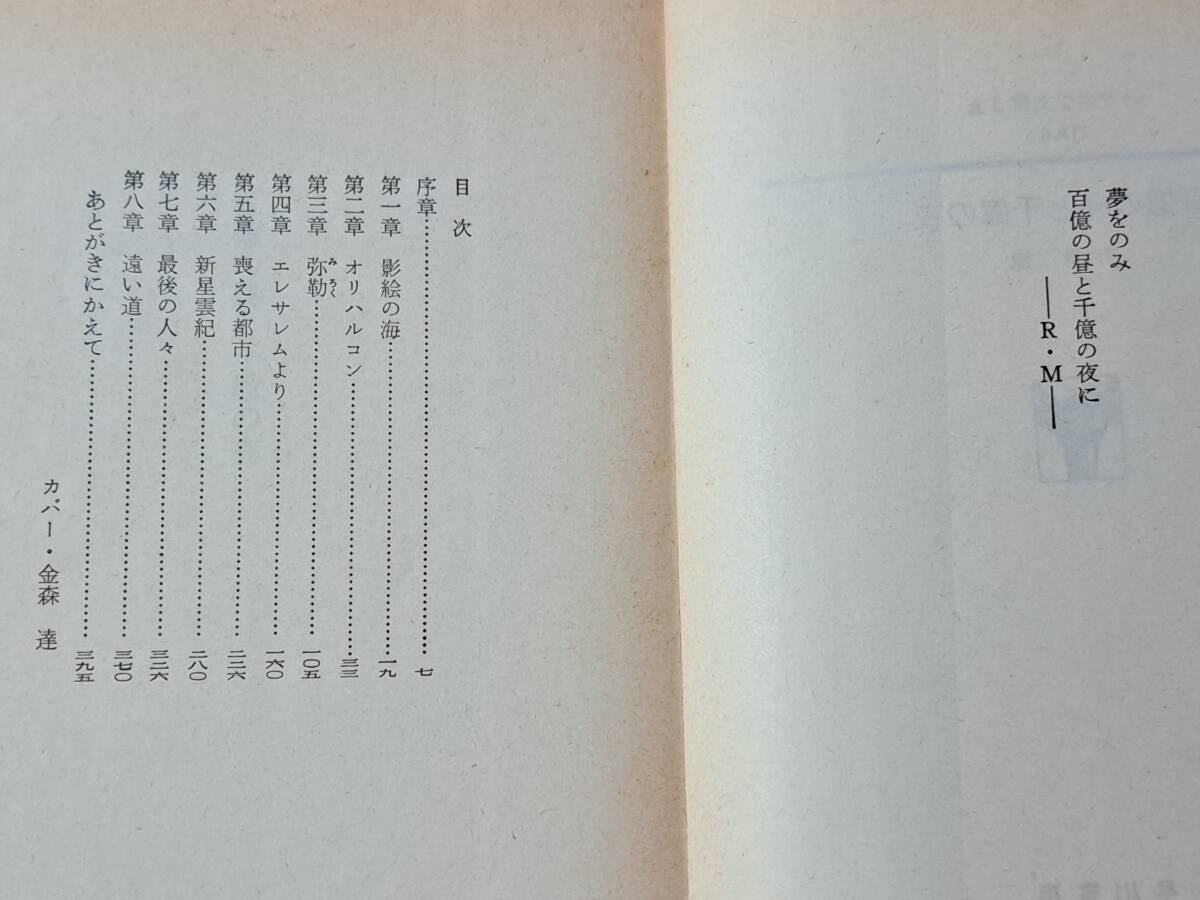 夢をのみ
百億の昼と千億の夜に
——R・M——
目次
序章……………………七
第一章　影絵の海……………………一九
第二章　オリハルコン……………………三三
第三章　弥勒……………………一〇五
みろく
第四章　エレサレムより……………………一六〇
第五章　喪える都市……………………二二六
第六章　新星雲紀……………………二八〇
第七章　最後の人々……………………三二六
第八章　遠い道……………………三七〇
あとがきにかえて……………………三九五
カバー・金森　達